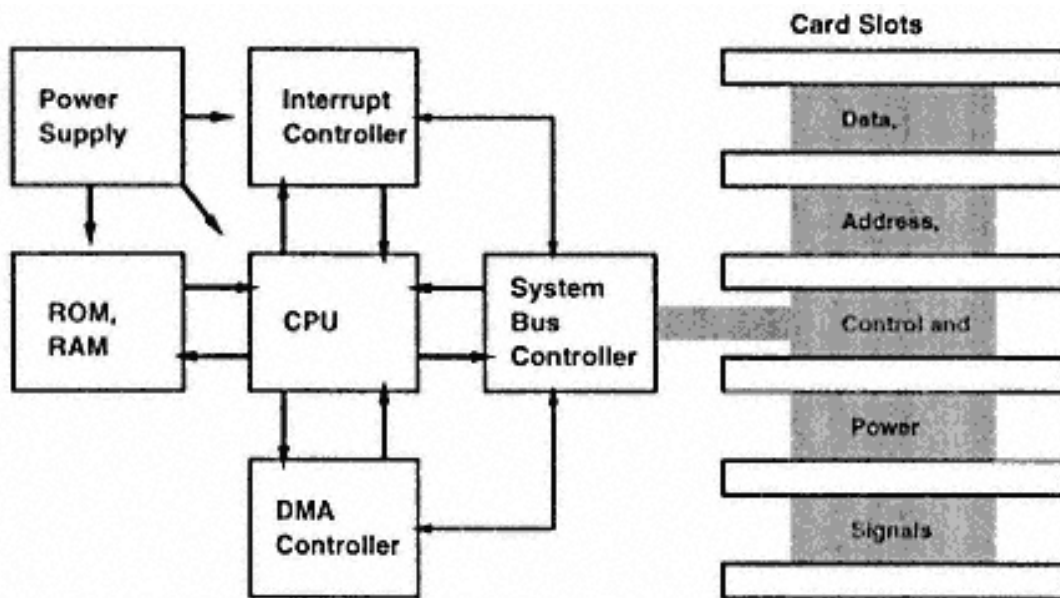 Card Slots
Power
Supply
Interrupt
Controller
Data,
Address,
ROM,
RAM
CPU
System
Bus
Controller
Control and
Power
DMA
Controller
Signals